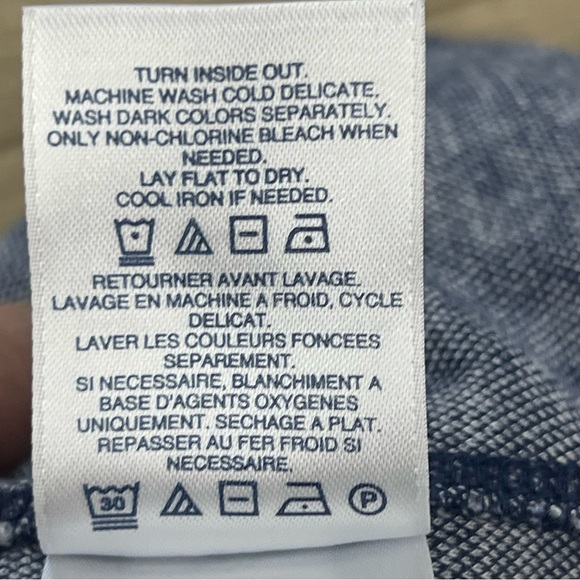 TURN INSIDE OUT.
MACHINE WASH COLD DELICATE.
WASH DARK COLORS SEPARATELY.
ONLY NON-CHLORINE BLEACH WHEN
NEEDED.
LAY FLAT TO DRY.
COOL IRON IF NEEDED.
RETOURNER AVANT LAVAGE.
LAVAGE EN MACHINE A FROID, CYCLE
DELICAT.
LAVER LES COULEURS FONCEES
SEPAREMENT.
SI NECESSAIRE, BLANCHIMENT A
BASE D'AGENTS OXYGENES
UNIQUEMENT. SECHAGE A PLAT.
REPASSER AU FER FROID SI
NECESSAIRE.
30 P